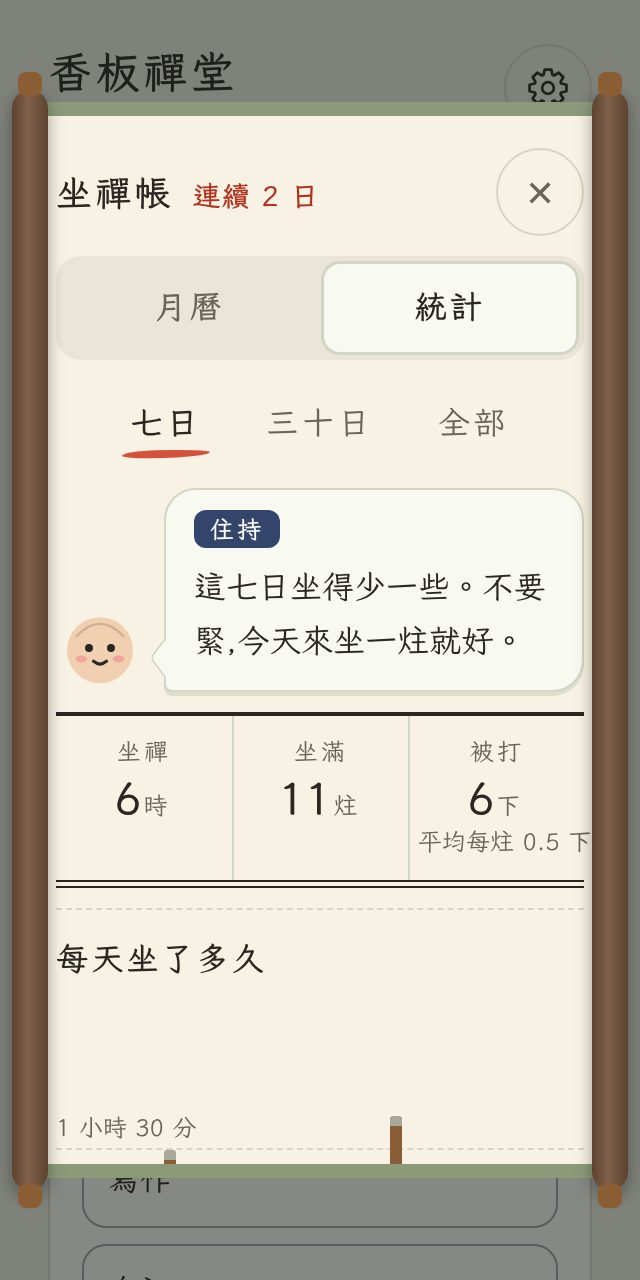 香板禪堂
坐禪帳 連續 2 日
月曆 統計
七日 三十日 全部
住持
這七日坐得少一些。不要
緊,今天來坐一炷就好。
坐禪 坐滿 被打
6時 11炷 6下
平均每炷 0.5 下
每天坐了多久
1 小時 30 分
寫作